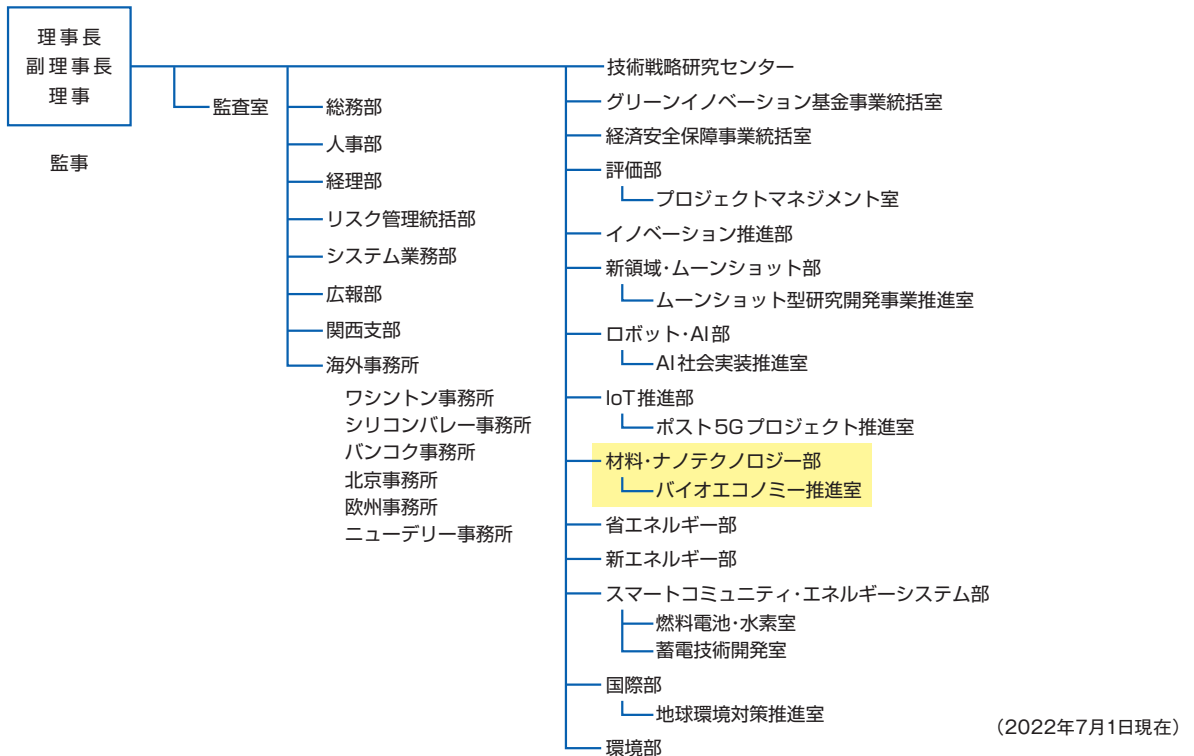 理事長
副理事長
理事
監事
監査室
総務部
人事部
経理部
リスク管理統括部
システム業務部
広報部
関西支部
海外事務所
ワシントン事務所
シリコンバレー事務所
バンコク事務所
北京事務所
欧州事務所
ニューデリー事務所
技術戦略研究センター
グリーンイノベーション基金事業統括室
経済安全保障事業統括室
評価部
プロジェクトマネジメント室
イノベーション推進部
新領域・ムーンショット部
ムーンショット型研究開発事業推進室
ロボット・AI部
AI社会実装推進室
IoT推進部
ポスト5Gプロジェクト推進室
材料・ナノテクノロジー部
バイオエコノミー推進室
省エネルギー部
新エネルギー部
スマートコミュニティ・エネルギーシステム部
燃料電池・水素室
蓄電技術開発室
国際部
地球環境対策推進室
環境部
（2022年7月1日現在）